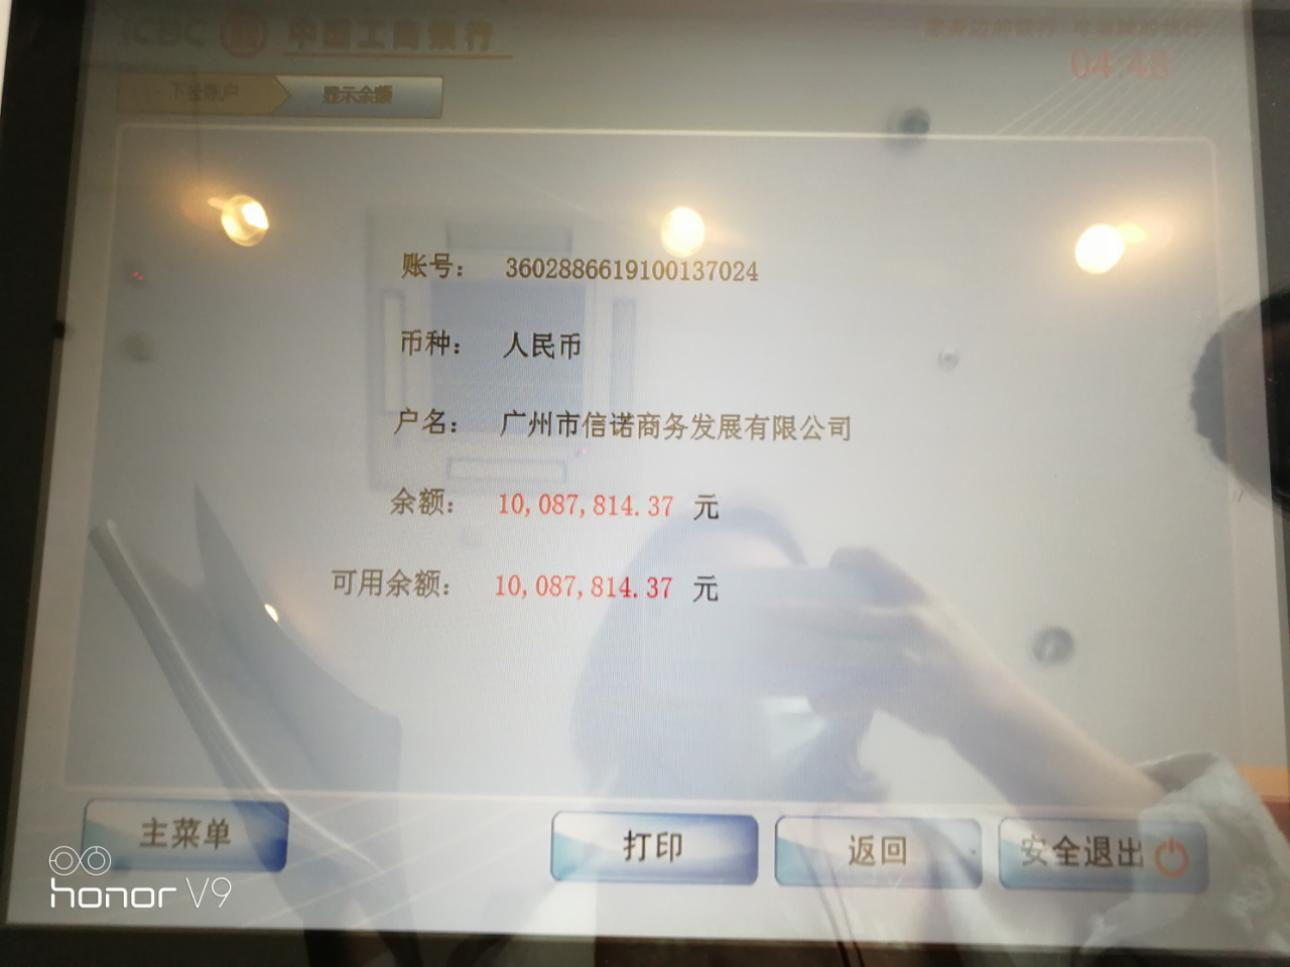 ICBC 中国工商银行
04 48
下挂账户 显示余额
账号： 3602886619100137024
币种： 人民币
户名： 广州市信诺商务发展有限公司
余额： 10,087,814.37 元
可用余额： 10,087,814.37 元
主菜单 打印 返回 安全退出
honor V9